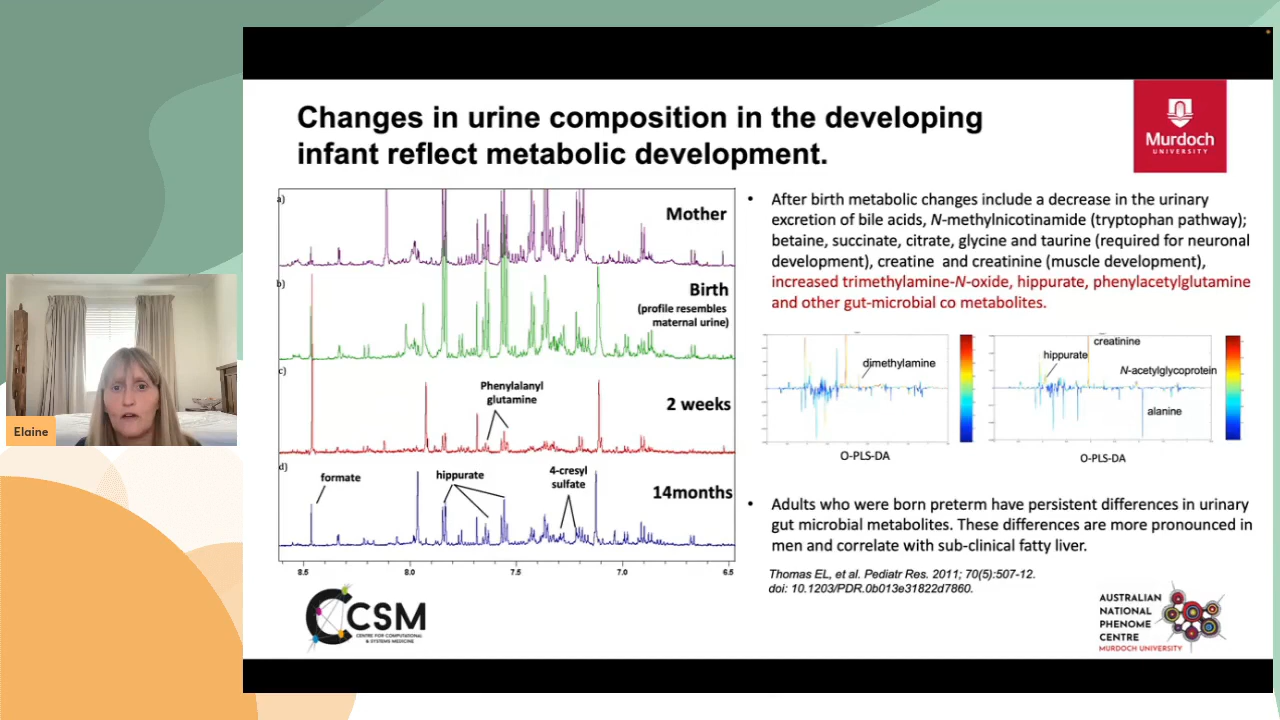 Changes in urine composition in the developing
infant reflect metabolic development.
Murdoch
UNIVERSITY
a)
Mother
b)
Birth
(profile resembles
maternal urine)
c)
Phenylalanyl
glutamine
2 weeks
d)
formate
hippurate
4-cresyl
sulfate
14months
8.5 8.0 7.5 7.0 6.5
• After birth metabolic changes include a decrease in the urinary
excretion of bile acids, N-methylnicotinamide (tryptophan pathway);
betaine, succinate, citrate, glycine and taurine (required for neuronal
development), creatine and creatinine (muscle development),
increased trimethylamine-N-oxide, hippurate, phenylacetylglutamine
and other gut-microbial co metabolites.
dimethylamine
O-PLS-DA
creatinine
hippurate
N-acetylglycoprotein
alanine
O-PLS-DA
• Adults who were born preterm have persistent differences in urinary
gut microbial metabolites. These differences are more pronounced in
men and correlate with sub-clinical fatty liver.
Thomas EL, et al. Pediatr Res. 2011; 70(5):507-12.
doi: 10.1203/PDR.0b013e31822d7860.
CCSM
CENTRE FOR COMPUTATIONAL
& SYSTEMS MEDICINE
AUSTRALIAN
NATIONAL
PHENOME
CENTRE
MURDOCH UNIVERSITY
Elaine